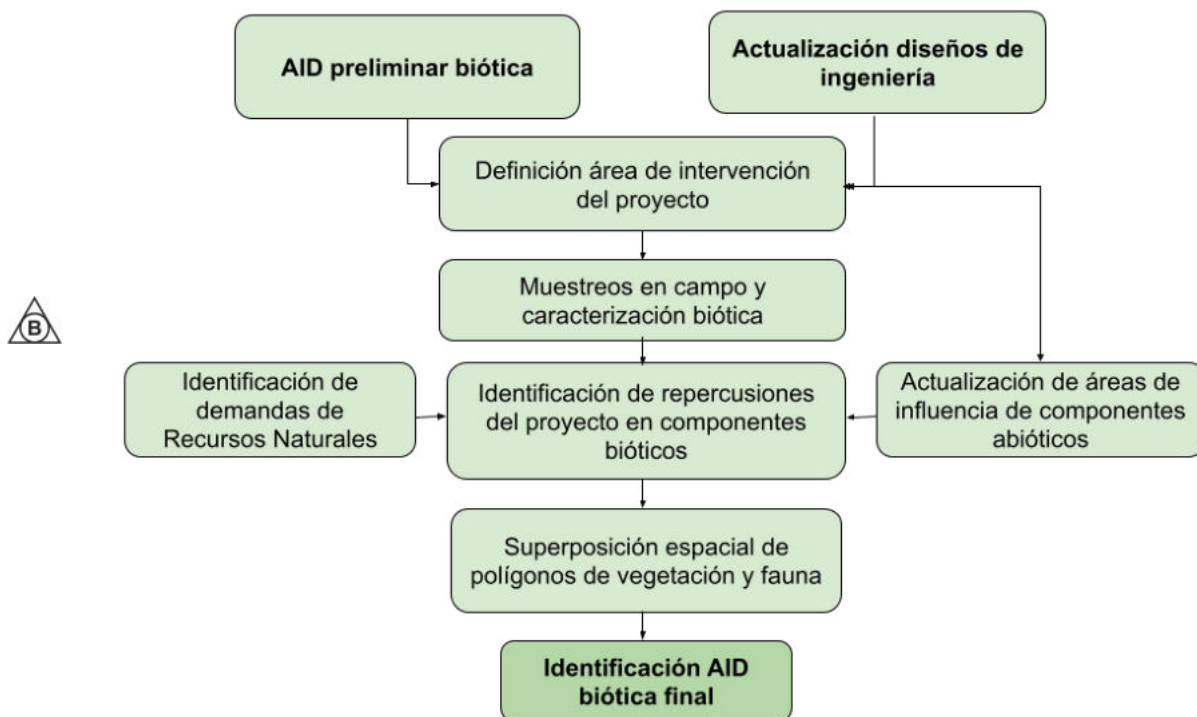 AID preliminar biótica
Actualización diseños de
ingeniería
Definición área de intervención
del proyecto
Muestreos en campo y
caracterización biótica
B
Identificación de
demandas de
Recursos Naturales
Identificación de repercusiones
del proyecto en componentes
bióticos
Actualización de áreas de
influencia de componentes
abióticos
Superposición espacial de
polígonos de vegetación y fauna
Identificación AID
biótica final